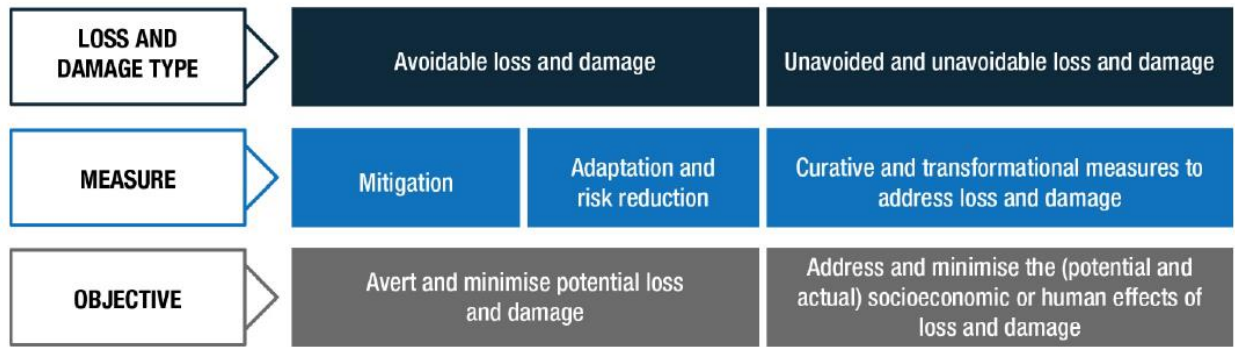 LOSS AND
DAMAGE TYPE
Avoidable loss and damage
Unavoided and unavoidable loss and damage
MEASURE
Mitigation
Adaptation and
risk reduction
Curative and transformational measures to
address loss and damage
OBJECTIVE
Avert and minimise potential loss
and damage
Address and minimise the (potential and
actual) socioeconomic or human effects of
loss and damage